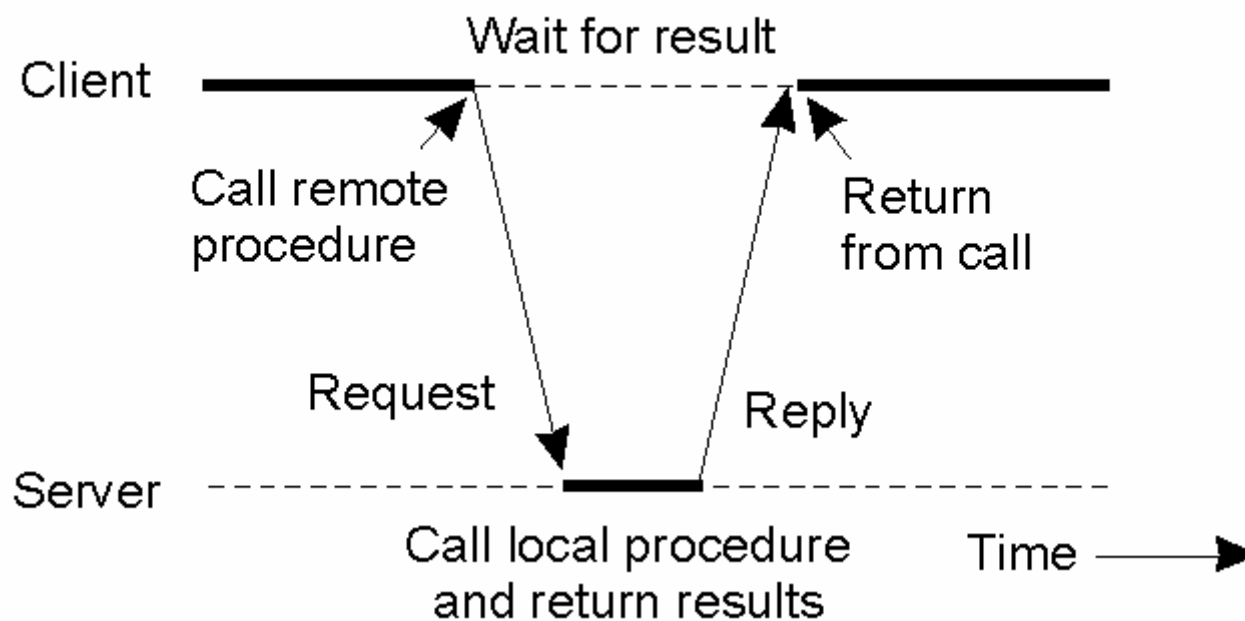 Wait for result
Client
Call remote
procedure
Return
from call
Request
Reply
Server
Call local procedure
and return results
Time